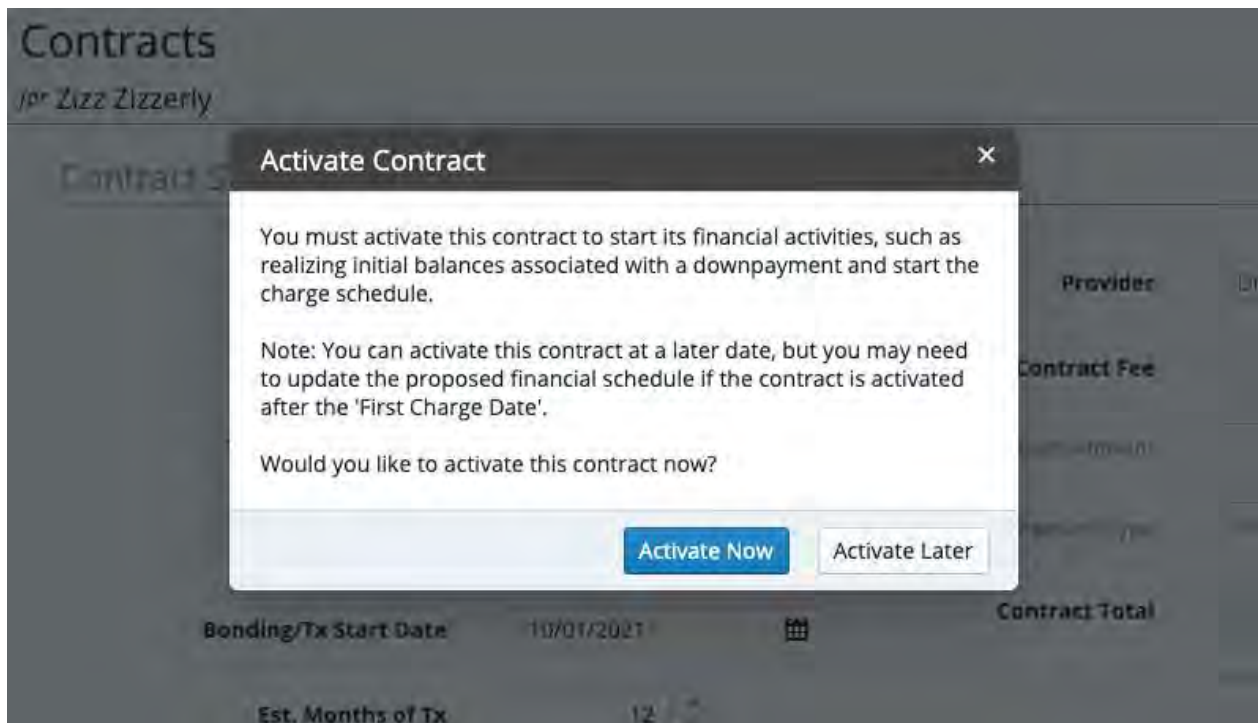 Contracts
for Zizz Zizzerly
Activate Contract
×
Contract S
You must activate this contract to start its financial activities, such as
realizing initial balances associated with a downpayment and start the
charge schedule.
Provider
Note: You can activate this contract at a later date, but you may need
to update the proposed financial schedule if the contract is activated
after the 'First Charge Date'.
Contract Fee
Would you like to activate this contract now?
Activate Now Activate Later
Contract Total
Bonding/Tx Start Date 10/01/2021
Est. Months of Tx 12